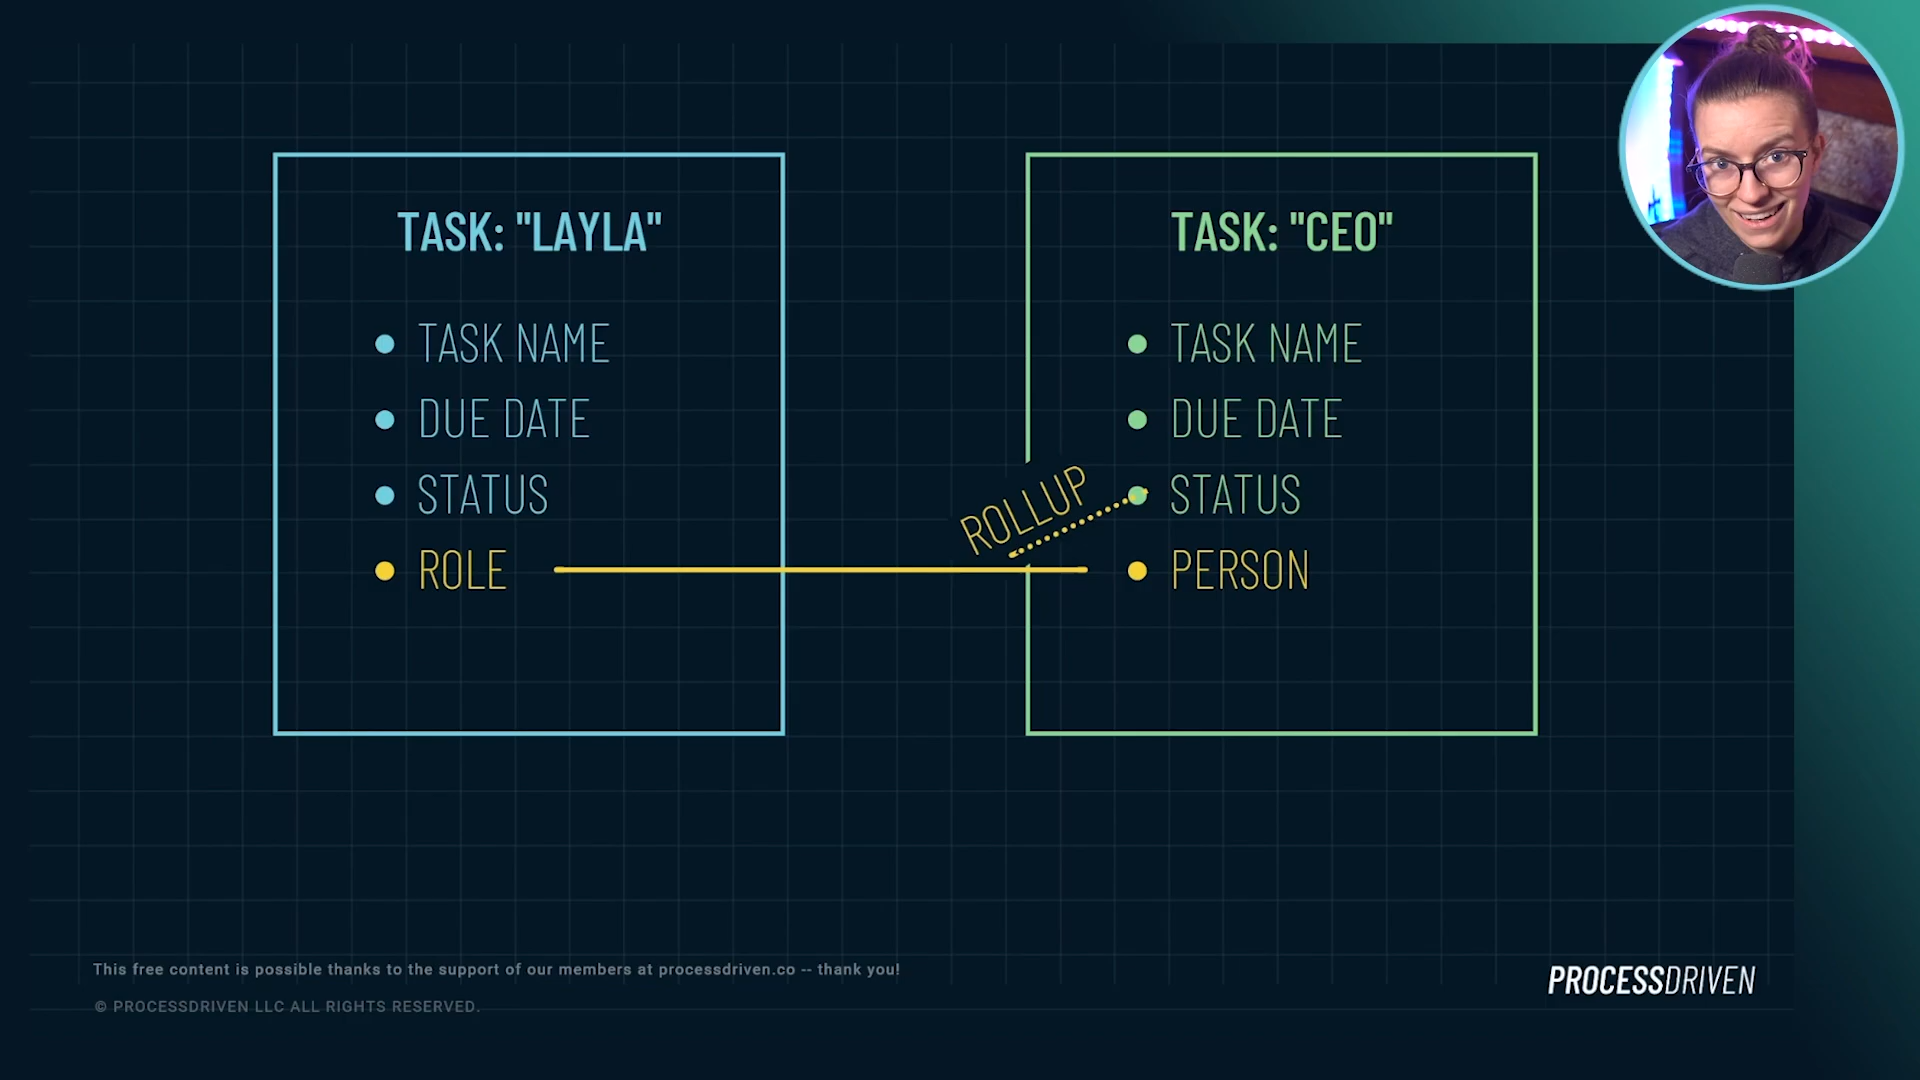 TASK: "LAYLA"
TASK NAME
DUE DATE
STATUS
ROLE
ROLLUP
TASK: "CEO"
TASK NAME
DUE DATE
STATUS
PERSON
This free content is possible thanks to the support of our members at processdriven.co -- thank you!
© PROCESSDRIVEN LLC ALL RIGHTS RESERVED.
PROCESSDRIVEN